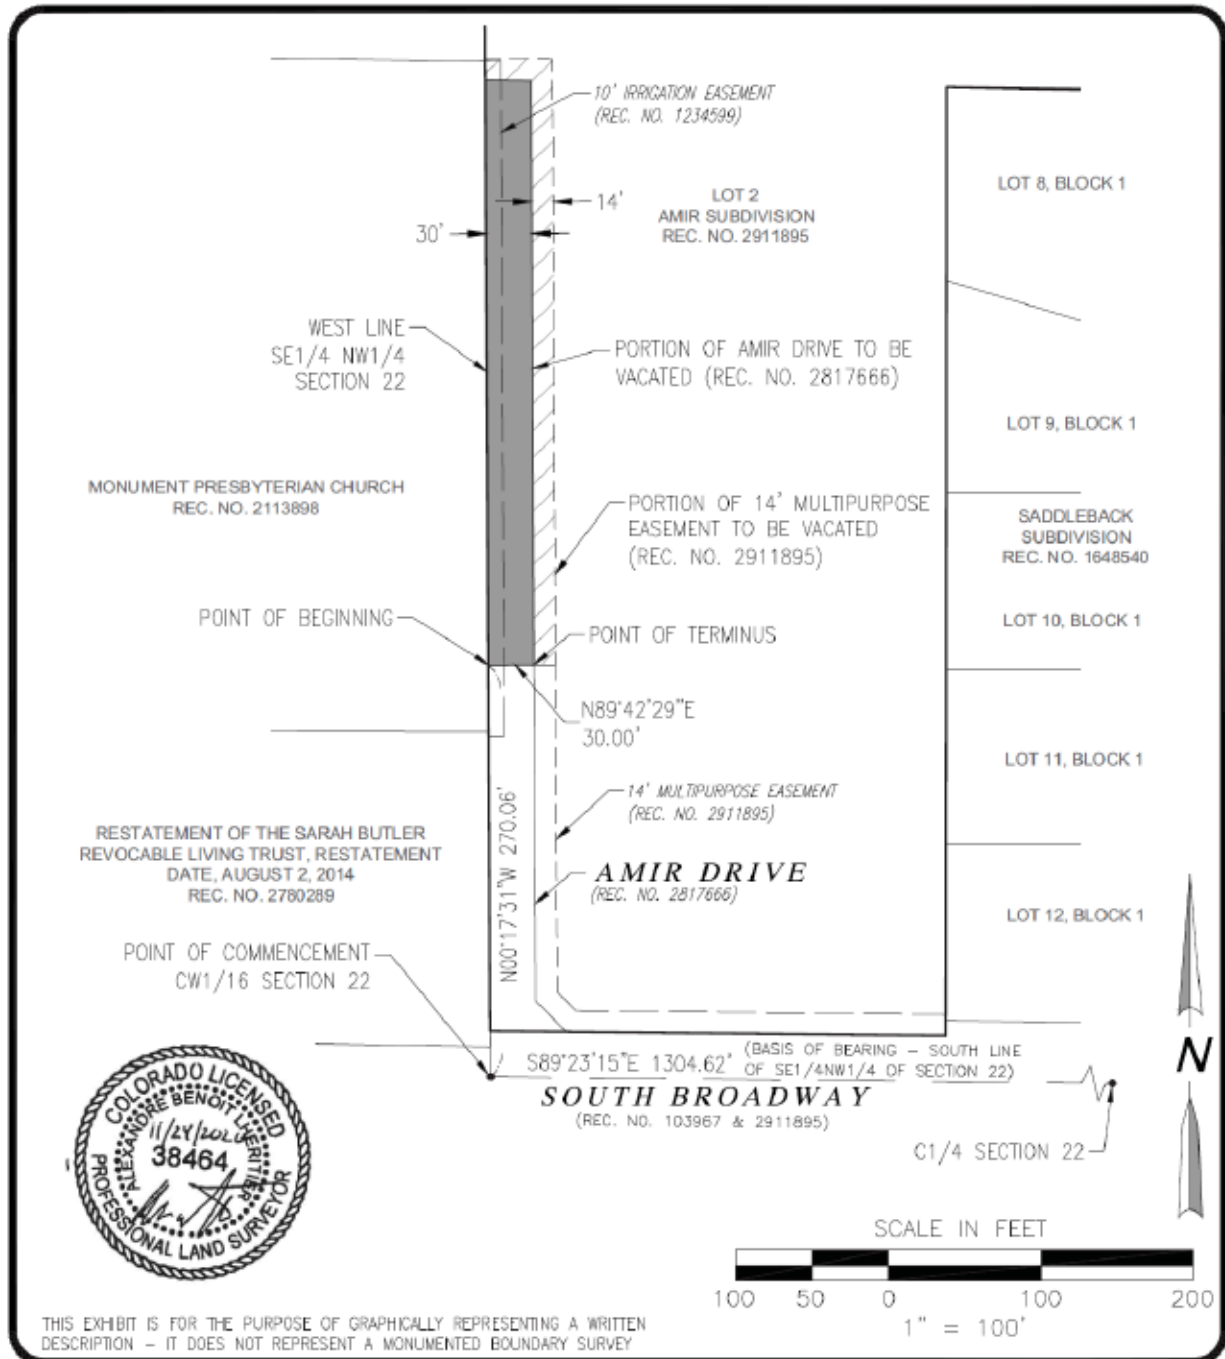 10' IRRIGATION EASEMENT
(REC. NO. 1234599)
14'
30'
LOT 2
AMIR SUBDIVISION
REC. NO. 2911895
LOT 8, BLOCK 1
WEST LINE
SE1/4 NW1/4
SECTION 22
PORTION OF AMIR DRIVE TO BE
VACATED (REC. NO. 2817666)
LOT 9, BLOCK 1
MONUMENT PRESBYTERIAN CHURCH
REC. NO. 2113898
PORTION OF 14' MULTIPURPOSE
EASEMENT TO BE VACATED
(REC. NO. 2911895)
SADDLEBACK
SUBDIVISION
REC. NO. 1648540
POINT OF BEGINNING
POINT OF TERMINUS
LOT 10, BLOCK 1
N89°42'29"E
30.00'
LOT 11, BLOCK 1
14' MULTIPURPOSE EASEMENT
(REC. NO. 2911895)
N00°17'31"W 270.06'
RESTATEMENT OF THE SARAH BUTLER
REVOCABLE LIVING TRUST, RESTATEMENT
DATE, AUGUST 2, 2014
REC. NO. 2780289
AMIR DRIVE
(REC. NO. 2817666)
LOT 12, BLOCK 1
POINT OF COMMENCEMENT
CW1/16 SECTION 22
S89°23'15"E 1304.62'
(BASIS OF BEARING - SOUTH LINE
OF SE1/4NW1/4 OF SECTION 22)
SOUTH BROADWAY
(REC. NO. 103967 & 2911895)
C1/4 SECTION 22
N
COLORADO LICENSED
ALEXANDRE BENOIT LHERITIER
38464
PROFESSIONAL LAND SURVEYOR
SCALE IN FEET
100 50 0 100 200
1" = 100'
THIS EXHIBIT IS FOR THE PURPOSE OF GRAPHICALLY REPRESENTING A WRITTEN
DESCRIPTION - IT DOES NOT REPRESENT A MONUMENTED BOUNDARY SURVEY